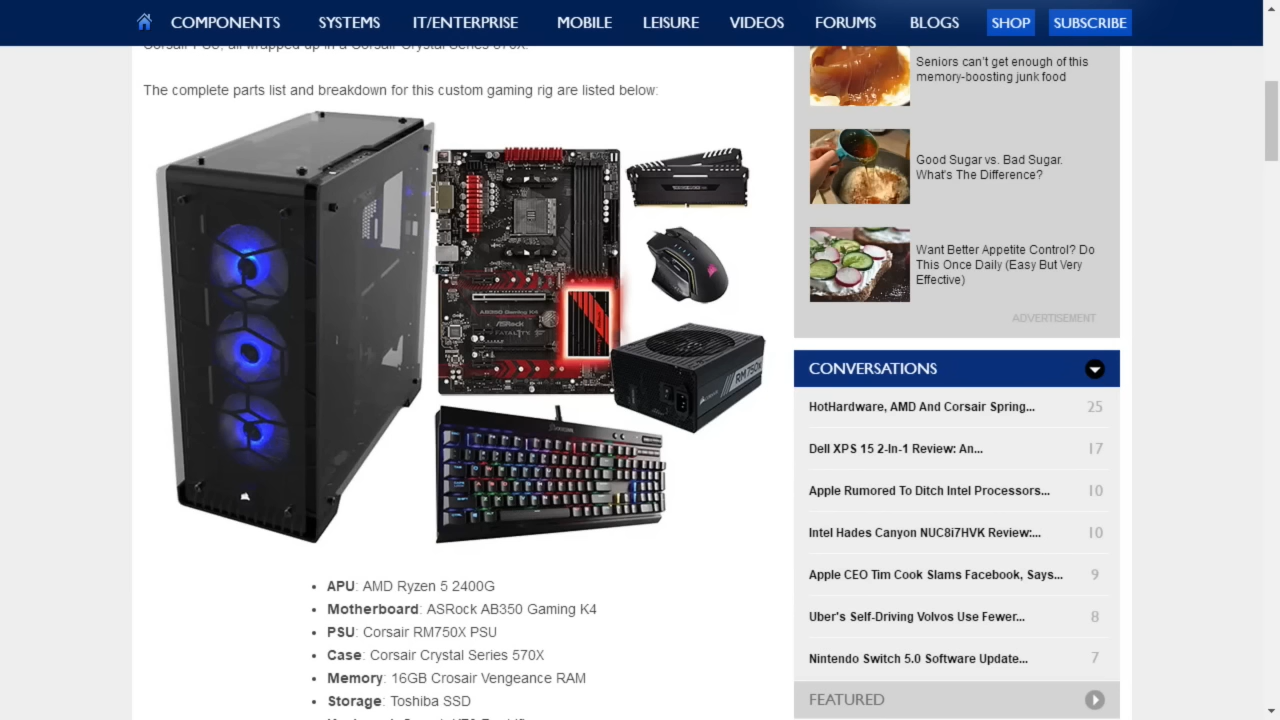 COMPONENTS SYSTEMS IT/ENTERPRISE MOBILE LEISURE VIDEOS FORUMS BLOGS SHOP SUBSCRIBE
The complete parts list and breakdown for this custom gaming rig are listed below:
AB350 Gaming K4
ASRock
RM750x
APU: AMD Ryzen 5 2400G
Motherboard: ASRock AB350 Gaming K4
PSU: Corsair RM750X PSU
Case: Corsair Crystal Series 570X
Memory: 16GB Crosair Vengeance RAM
Storage: Toshiba SSD
Seniors can't get enough of this
memory-boosting junk food
Good Sugar vs. Bad Sugar.
What's The Difference?
Want Better Appetite Control? Do
This Once Daily (Easy But Very
Effective)
ADVERTISEMENT
CONVERSATIONS
HotHardware, AMD And Corsair Spring... 25
Dell XPS 15 2-In-1 Review: An... 17
Apple Rumored To Ditch Intel Processors... 10
Intel Hades Canyon NUC8i7HVK Review:... 10
Apple CEO Tim Cook Slams Facebook, Says... 9
Uber's Self-Driving Volvos Use Fewer... 8
Nintendo Switch 5.0 Software Update... 7
FEATURED